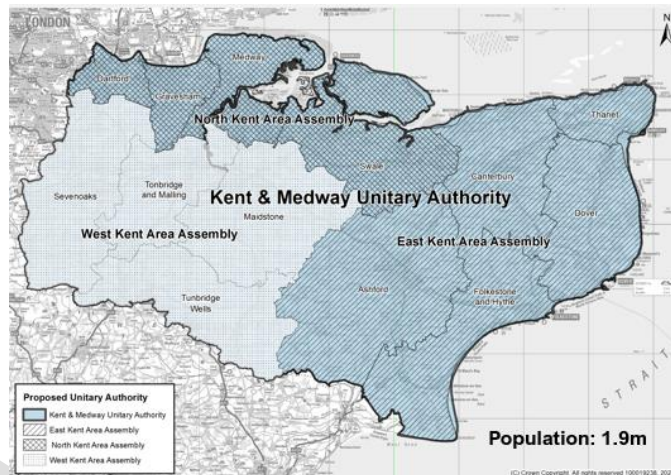 LONDON
N
Medway
Dartford
Gravesham
North Kent Area Assembly
Thanet
Swale
Canterbury
Sevenoaks
Tonbridge
and Malling
Maidstone
Kent & Medway Unitary Authority
Dover
West Kent Area Assembly
East Kent Area Assembly
Ashford
Folkestone
and Hythe
Tunbridge
Wells
STRAIT
Proposed Unitary Authority
Kent & Medway Unitary Authority
East Kent Area Assembly
North Kent Area Assembly
West Kent Area Assembly
Population: 1.9m
(C) Crown Copyright. All rights reserved 100019238,